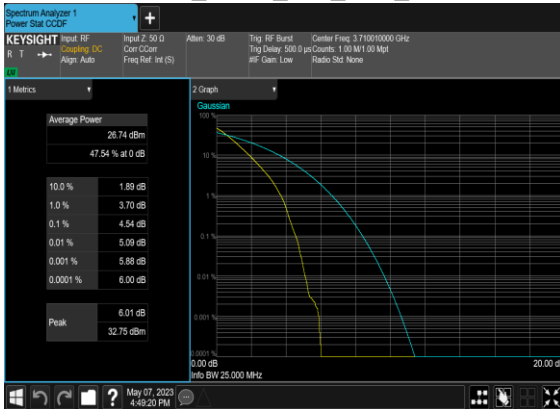 Spectrum Analyzer 1
Power Stat CCDF
KEYSIGHT
R T
Input: RF
Coupling: DC
Align: Auto
Input Z: 50 Ω
Corr CCorr
Freq Ref: Int (S)
Atten: 30 dB
Trig: RF Burst
Trig Delay: 500.0 µs
#IF Gain: Low
Center Freq: 3.710010000 GHz
Counts: 1.00 M/1.00 Mpt
Radio Std: None
1 Metrics
Average Power
26.74 dBm
47.54 % at 0 dB
10.0 % 1.89 dB
1.0 % 3.70 dB
0.1 % 4.54 dB
0.01 % 5.09 dB
0.001 % 5.88 dB
0.0001 % 6.00 dB
Peak
6.01 dB
32.75 dBm
2 Graph
Gaussian
100 %
10 %
1 %
0.1 %
0.01 %
0.001 %
0.0001 %
0.00 dB
20.00 d
Info BW 25.000 MHz
?
May 07, 2023
4:49:20 PM